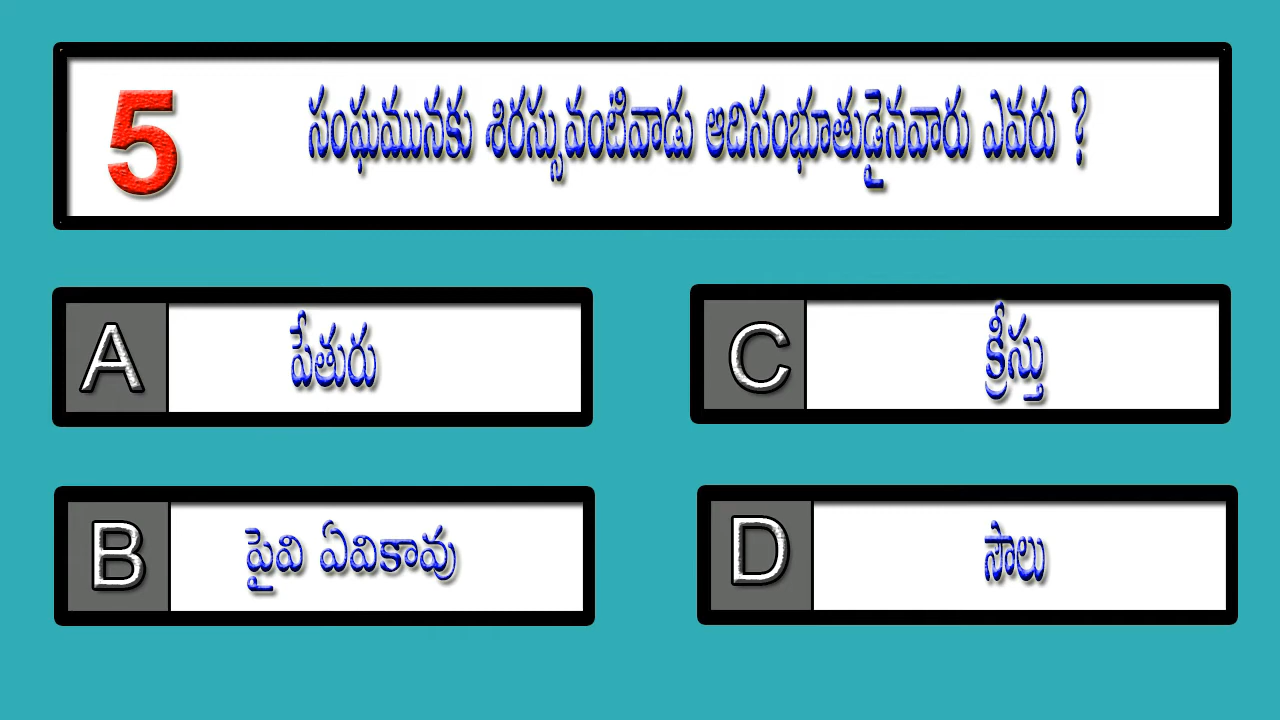 5 సంఘమునకు శిరస్సువంటివాడు ఆదిసంభూతుడైనవారు ఎవరు ?
A పేతురు
C క్రీస్తు
B పైవి ఏవికావు
D సౌలు